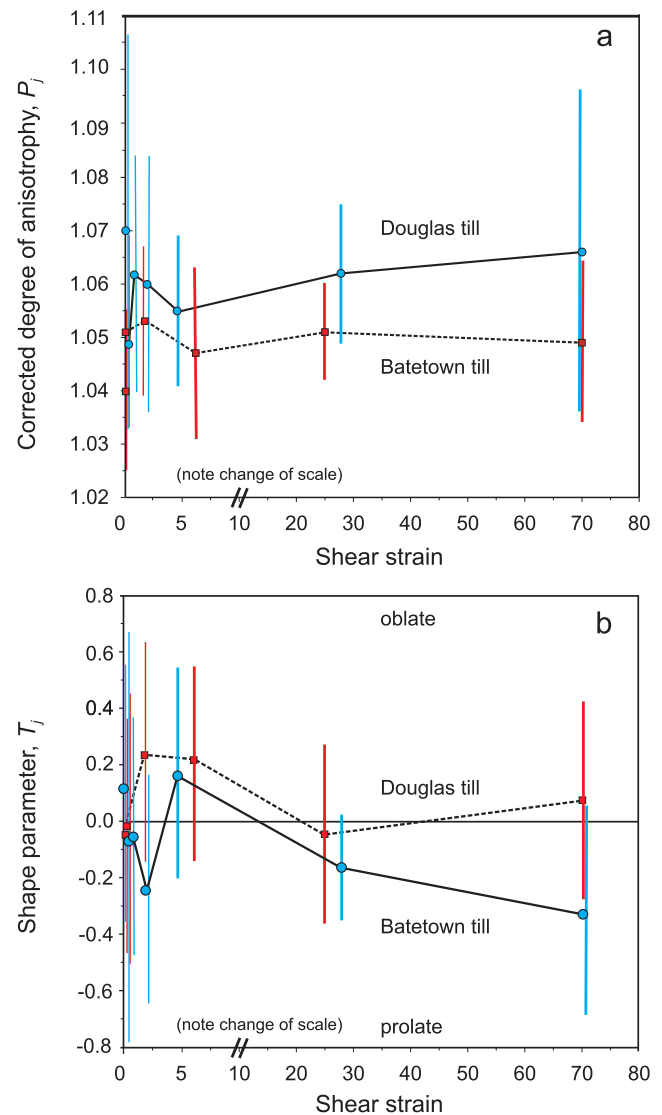 a
1.11
1.10
1.09
1.08
1.07
1.06
1.05
1.04
1.03
1.02
Corrected degree of anisotrophy, Pj
Douglas till
Batetown till
(note change of scale)
0 5 10 20 30 40 50 60 70 80
Shear strain
b
0.8
0.6
0.4
0.2
0.0
-0.2
-0.4
-0.6
-0.8
Shape parameter, Tj
oblate
Douglas till
Batetown till
(note change of scale)
prolate
0 5 10 20 30 40 50 60 70 80
Shear strain